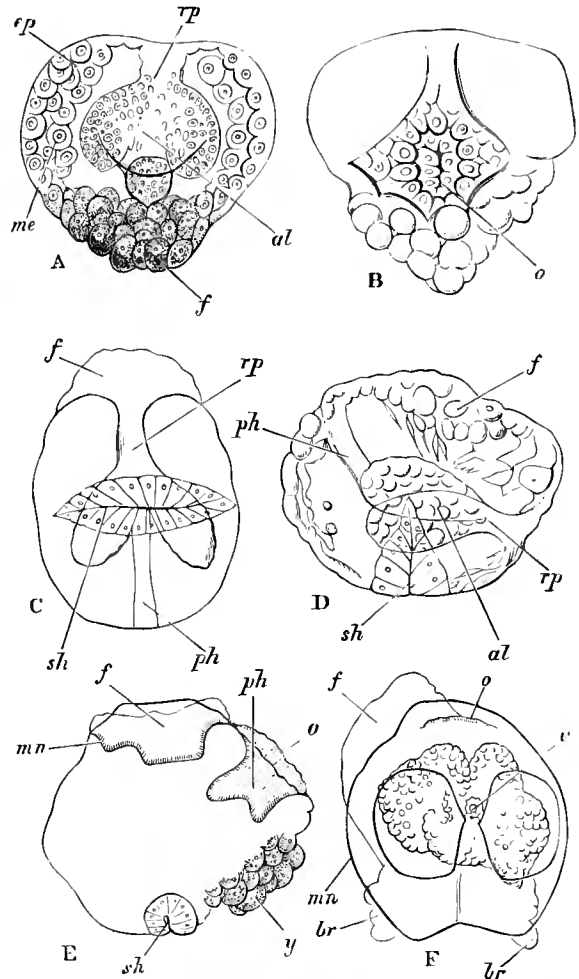 ep rp
me al
A f
B o
f rp
C sh ph
ph f
D sh al rp
f ph o
mn
E sh y
f o v
mn br F br